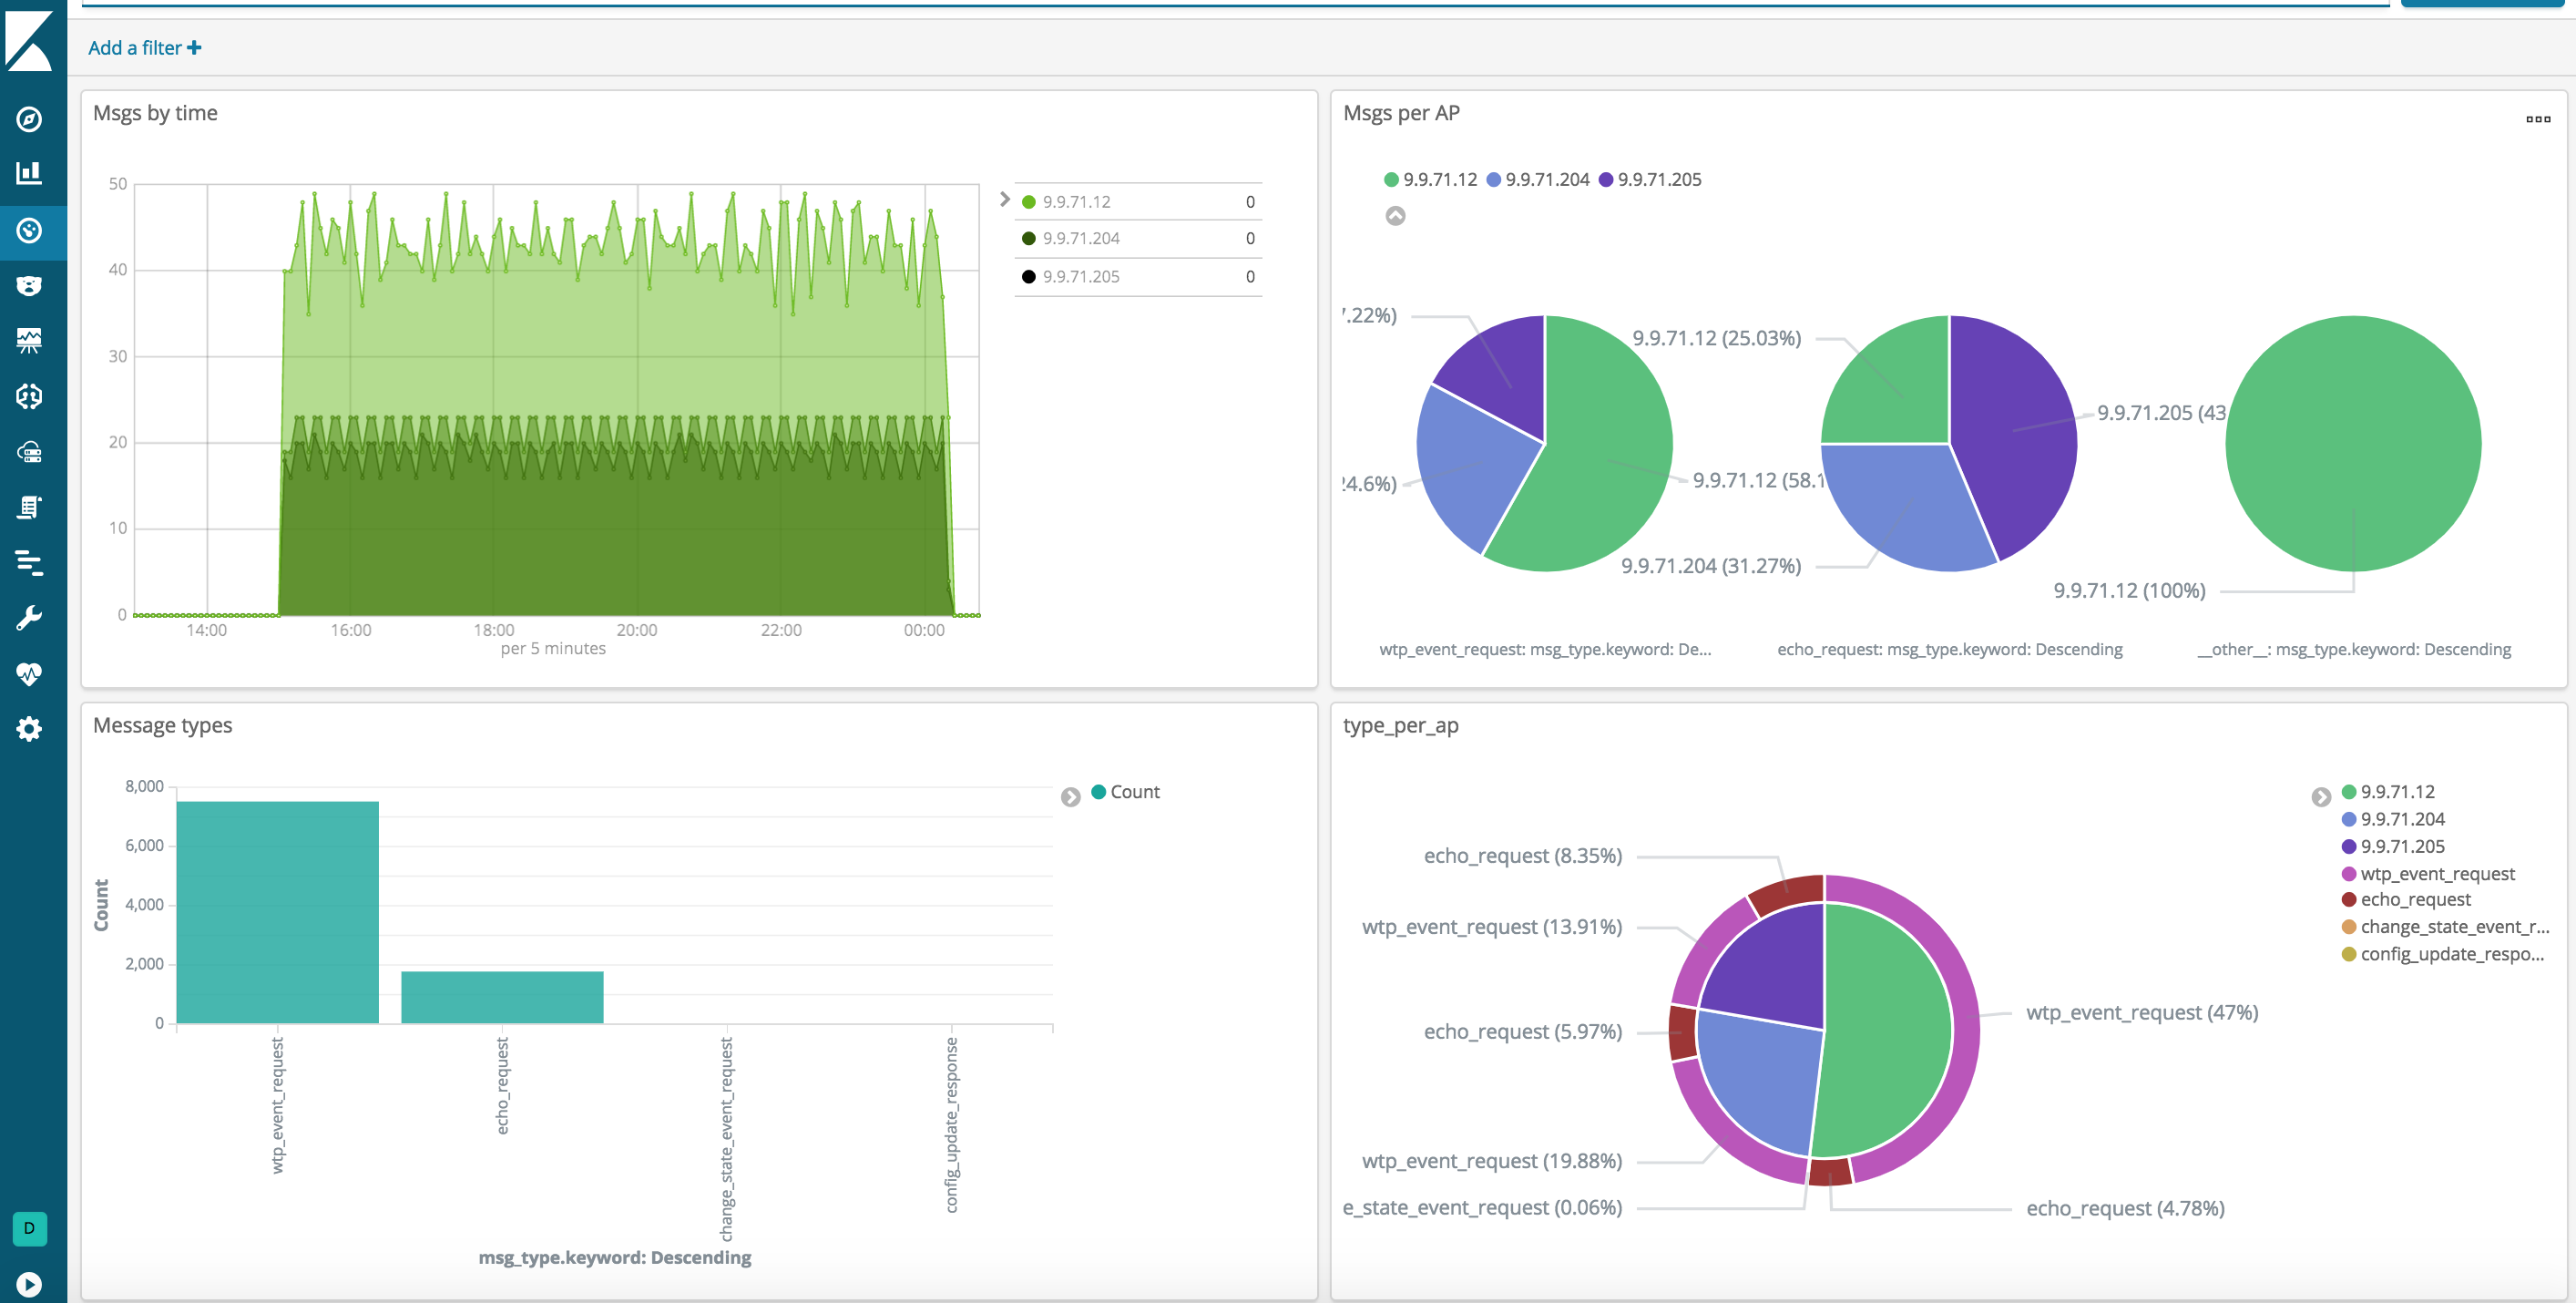 Add a filter +
Msgs by time
50
40
30
20
10
0
14:00 16:00 18:00 20:00 22:00 00:00
per 5 minutes
9.9.71.12 0
9.9.71.204 0
9.9.71.205 0
Msgs per AP
9.9.71.12 9.9.71.204 9.9.71.205
.22%)
24.6%)
9.9.71.12 (58.1
wtp_event_request: msg_type.keyword: De...
9.9.71.12 (25.03%)
9.9.71.205 (43
9.9.71.204 (31.27%)
echo_request: msg_type.keyword: Descending
9.9.71.12 (100%)
__other__: msg_type.keyword: Descending
Message types
Count
8,000
6,000
4,000
2,000
0
wtp_event_request
echo_request
change_state_event_request
config_update_response
msg_type.keyword: Descending
Count
type_per_ap
echo_request (8.35%)
wtp_event_request (13.91%)
echo_request (5.97%)
wtp_event_request (19.88%)
e_state_event_request (0.06%)
wtp_event_request (47%)
echo_request (4.78%)
9.9.71.12
9.9.71.204
9.9.71.205
wtp_event_request
echo_request
change_state_event_r...
config_update_respo...
D